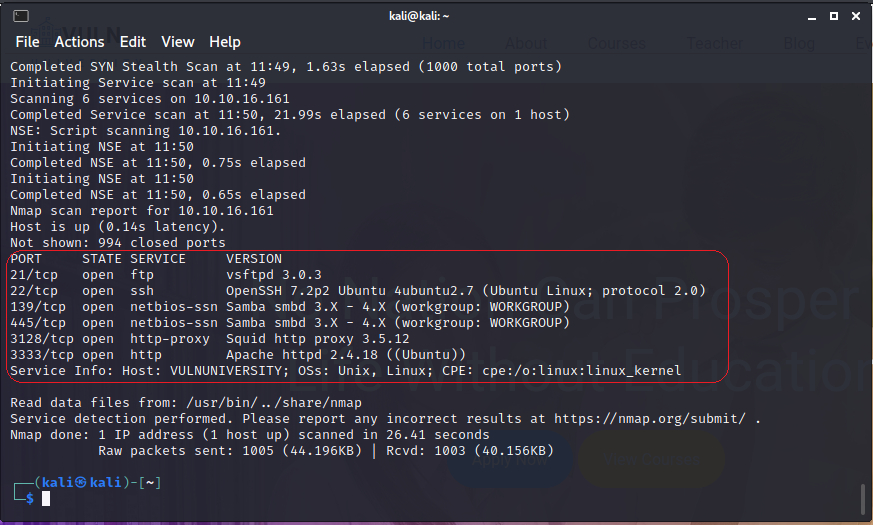 kali@kali: ~
File Actions Edit View Help
Completed SYN Stealth Scan at 11:49, 1.63s elapsed (1000 total ports)
Initiating Service scan at 11:49
Scanning 6 services on 10.10.16.161
Completed Service scan at 11:50, 21.99s elapsed (6 services on 1 host)
NSE: Script scanning 10.10.16.161.
Initiating NSE at 11:50
Completed NSE at 11:50, 0.75s elapsed
Initiating NSE at 11:50
Completed NSE at 11:50, 0.65s elapsed
Nmap scan report for 10.10.16.161
Host is up (0.14s latency).
Not shown: 994 closed ports
PORT     STATE SERVICE     VERSION
21/tcp   open  ftp         vsftpd 3.0.3
22/tcp   open  ssh         OpenSSH 7.2p2 Ubuntu 4ubuntu2.7 (Ubuntu Linux; protocol 2.0)
139/tcp  open  netbios-ssn Samba smbd 3.X - 4.X (workgroup: WORKGROUP)
445/tcp  open  netbios-ssn Samba smbd 3.X - 4.X (workgroup: WORKGROUP)
3128/tcp open  http-proxy  Squid http proxy 3.5.12
3333/tcp open  http        Apache httpd 2.4.18 ((Ubuntu))
Service Info: Host: VULNUNIVERSITY; OSs: Unix, Linux; CPE: cpe:/o:linux:linux_kernel
Read data files from: /usr/bin/../share/nmap
Service detection performed. Please report any incorrect results at https://nmap.org/submit/ .
Nmap done: 1 IP address (1 host up) scanned in 26.41 seconds
Raw packets sent: 1005 (44.196KB) | Rcvd: 1003 (40.156KB)
┌──(kali㉿kali)-[~]
└─$
VULN
Home About Courses Teacher Blog
Prosper
Without Education
Apply Now